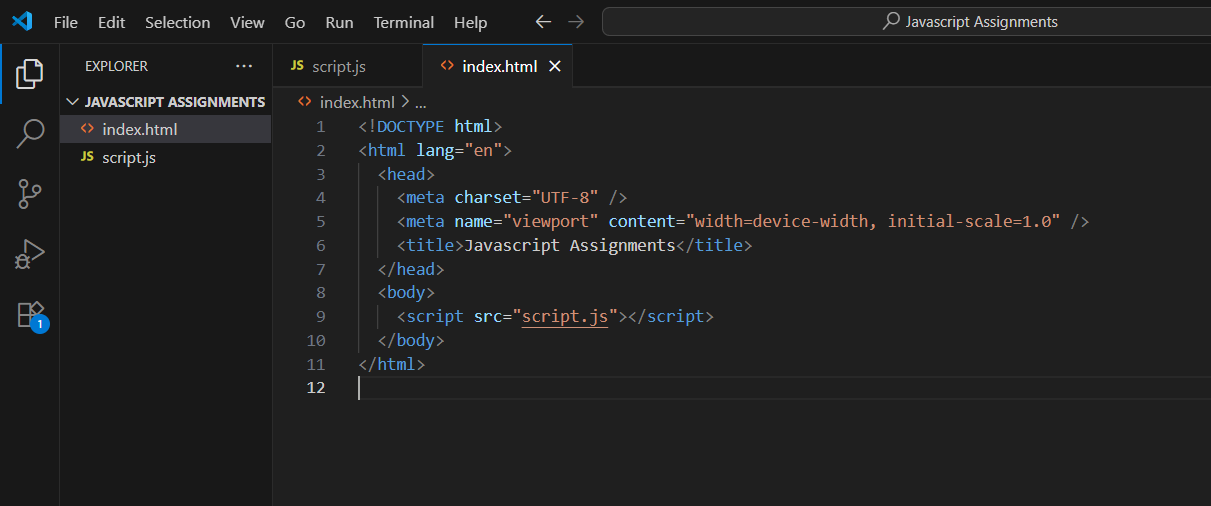 File Edit Selection View Go Run Terminal Help Javascript Assignments
EXPLORER ...
JAVASCRIPT ASSIGNMENTS
index.html
JS script.js
1
JS script.js
index.html
index.html > ...
1 <!DOCTYPE html>
2 <html lang="en">
3 <head>
4 <meta charset="UTF-8" />
5 <meta name="viewport" content="width=device-width, initial-scale=1.0" />
6 <title>Javascript Assignments</title>
7 </head>
8 <body>
9 <script src="script.js"></script>
10 </body>
11 </html>
12